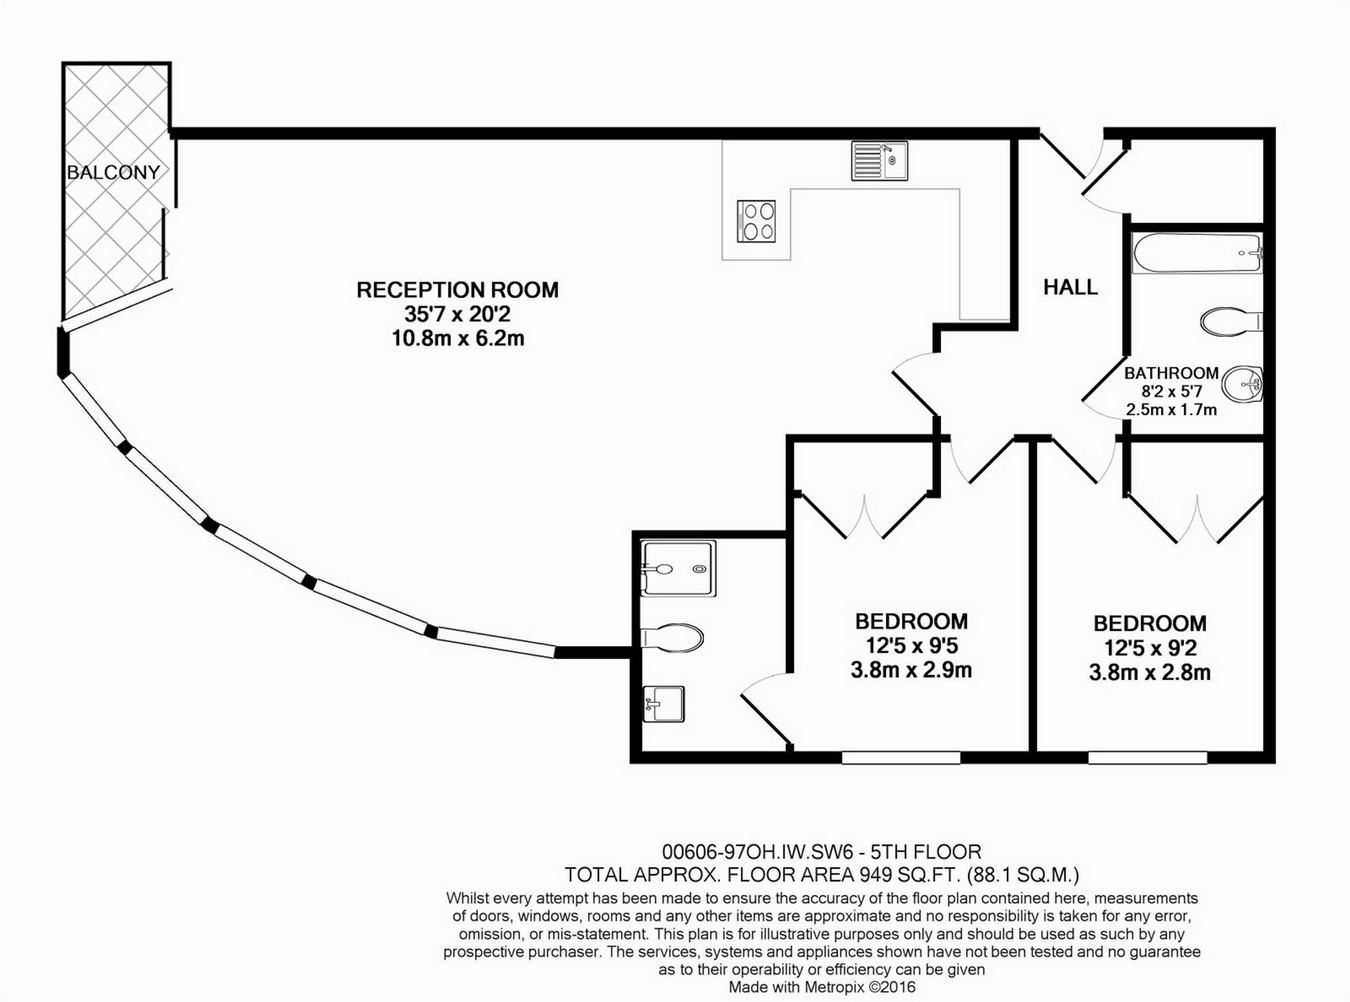 BALCONY
RECEPTION ROOM
35'7 x 20'2
10.8m x 6.2m
HALL
BATHROOM
8'2 x 5'7
2.5m x 1.7m
BEDROOM
12'5 x 9'5
3.8m x 2.9m
BEDROOM
12'5 x 9'2
3.8m x 2.8m
00606-97OH.IW.SW6 - 5TH FLOOR
TOTAL APPROX. FLOOR AREA 949 SQ.FT. (88.1 SQ.M.)
Whilst every attempt has been made to ensure the accuracy of the floor plan contained here, measurements
of doors, windows, rooms and any other items are approximate and no responsibility is taken for any error,
omission, or mis-statement. This plan is for illustrative purposes only and should be used as such by any
prospective purchaser. The services, systems and appliances shown have not been tested and no guarantee
as to their operability or efficiency can be given
Made with Metropix ©2016